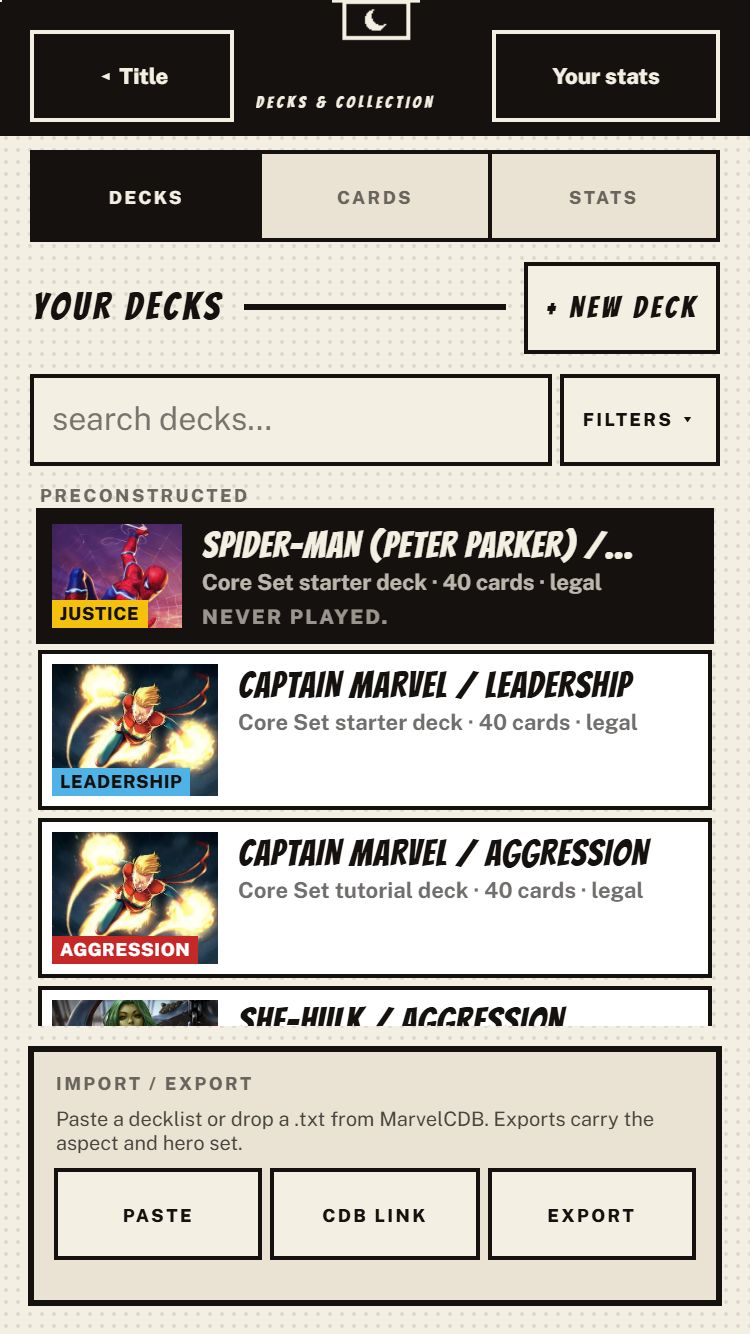 ◂ Title
DECKS & COLLECTION
Your stats
DECKS
CARDS
STATS
YOUR DECKS
+ NEW DECK
search decks...
FILTERS ▾
PRECONSTRUCTED
SPIDER-MAN (PETER PARKER) /...
Core Set starter deck · 40 cards · legal
NEVER PLAYED.
JUSTICE
CAPTAIN MARVEL / LEADERSHIP
Core Set starter deck · 40 cards · legal
LEADERSHIP
CAPTAIN MARVEL / AGGRESSION
Core Set tutorial deck · 40 cards · legal
AGGRESSION
SHE-HULK / AGGRESSION
IMPORT / EXPORT
Paste a decklist or drop a .txt from MarvelCDB. Exports carry the
aspect and hero set.
PASTE
CDB LINK
EXPORT